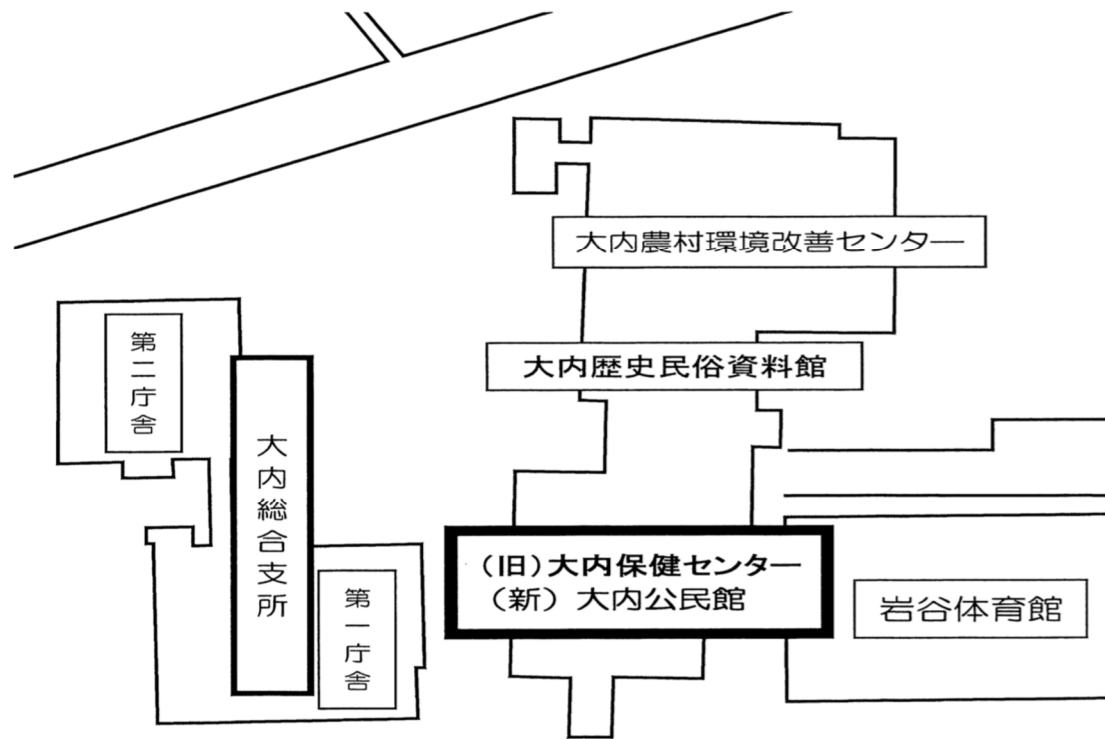 大内農村環境改善センター
大内歴史民俗資料館
第二庁舎
大内総合支所
(旧)大内保健センター
(新) 大内公民館
第一庁舎
岩谷体育館